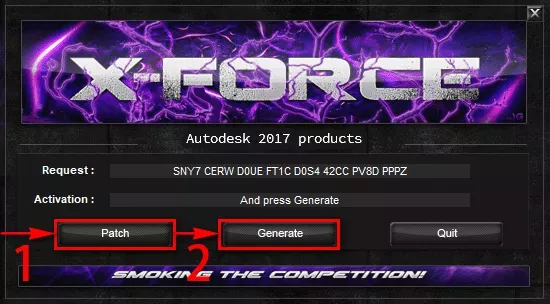 X-FORCE
Autodesk 2017 products
Request : SNY7 CERW D0UE FT1C D0S4 42CC PV8D PPPZ
Activation : And press Generate
1 Patch 2 Generate Quit
SMOKING THE COMPETITION!